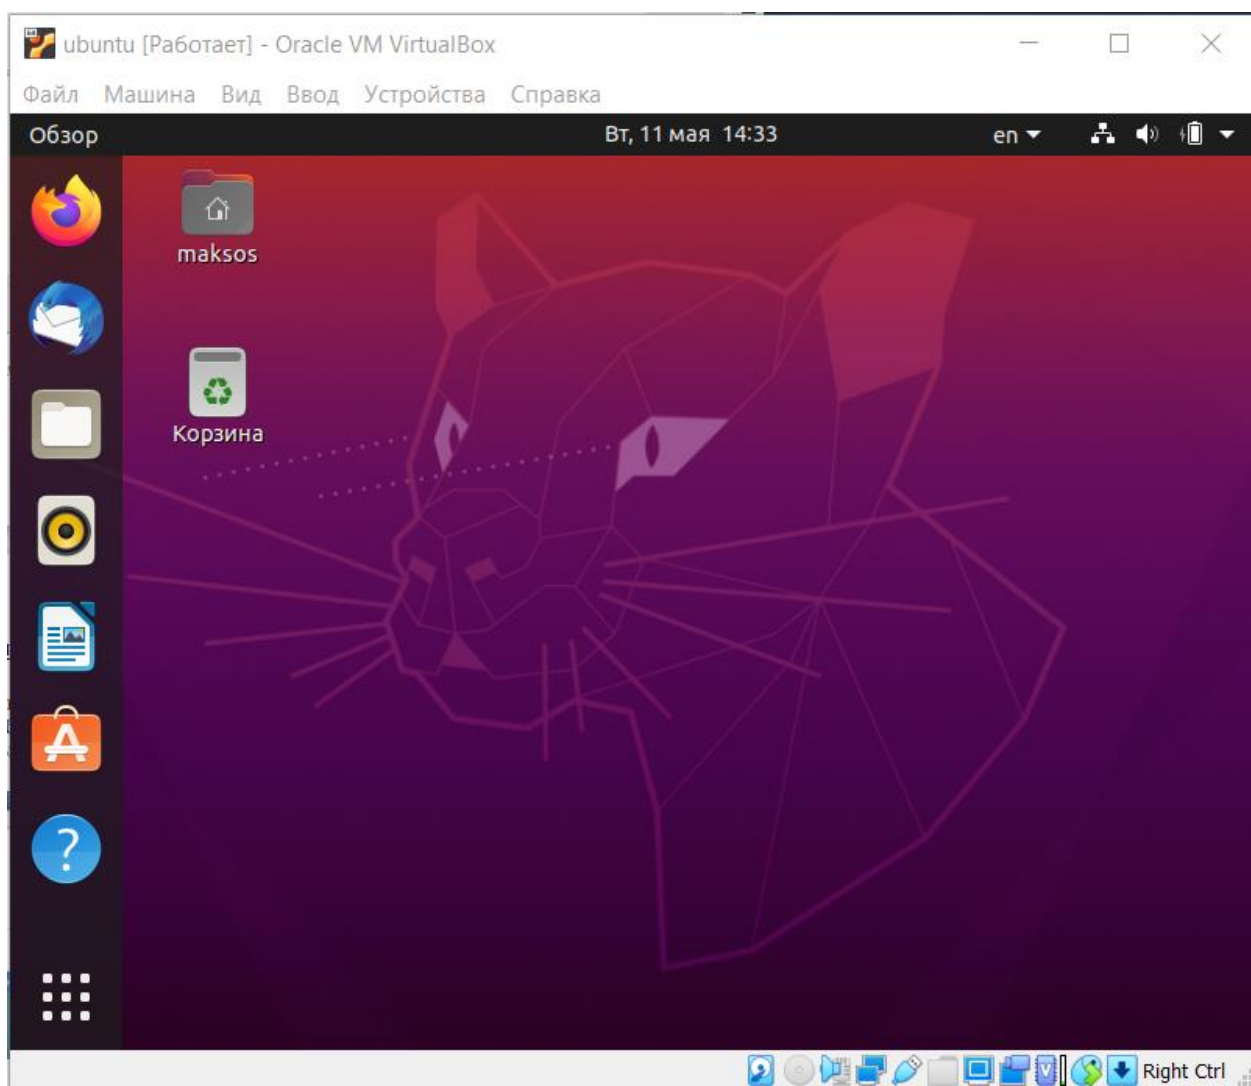 ubuntu [Работает] - Oracle VM VirtualBox
Файл Машина Вид Ввод Устройства Справка
Обзор Вт, 11 мая 14:33 en
maksos
Корзина
Right Ctrl